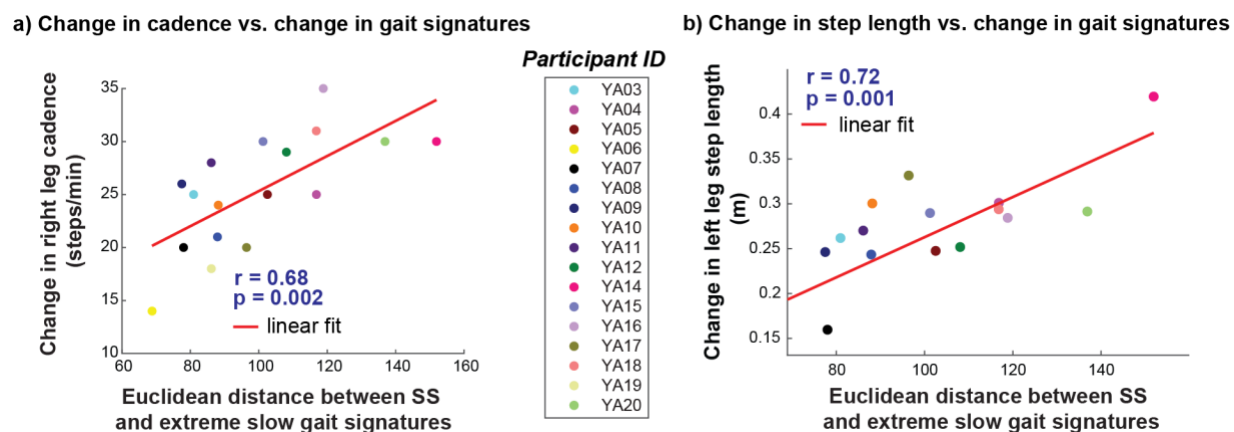 a) Change in cadence vs. change in gait signatures
Change in right leg cadence
(steps/min)
35
30
25
20
15
10
60
80
100
120
140
160
r = 0.68
p = 0.002
linear fit
Euclidean distance between SS
and extreme slow gait signatures
Participant ID
YA03
YA04
YA05
YA06
YA07
YA08
YA09
YA10
YA11
YA12
YA14
YA15
YA16
YA17
YA18
YA19
YA20
b) Change in step length vs. change in gait signatures
Change in left leg step length
(m)
r = 0.72
p = 0.001
linear fit
0.4
0.35
0.3
0.25
0.2
0.15
80
100
120
140
Euclidean distance between SS
and extreme slow gait signatures